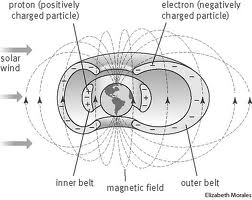 proton (positively
charged particle)
electron (negatively
charged particle)
solar
wind
inner belt
magnetic field
outer belt
Elizabeth Morales